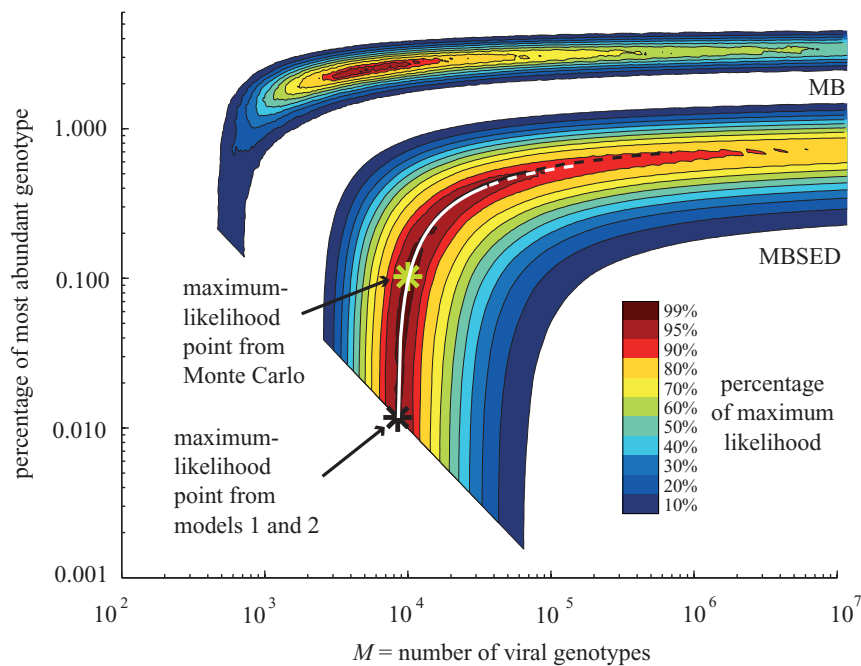 percentage of most abundant genotype
1.000
0.100
0.010
0.001
MB
MBSED
maximum-
likelihood
point from
Monte Carlo
maximum-
likelihood
point from
models 1 and 2
99%
95%
90%
80%
70%
60%
50%
40%
30%
20%
10%
percentage
of maximum
likelihood
10² 10³ 10⁴ 10⁵ 10⁶ 10⁷
M = number of viral genotypes